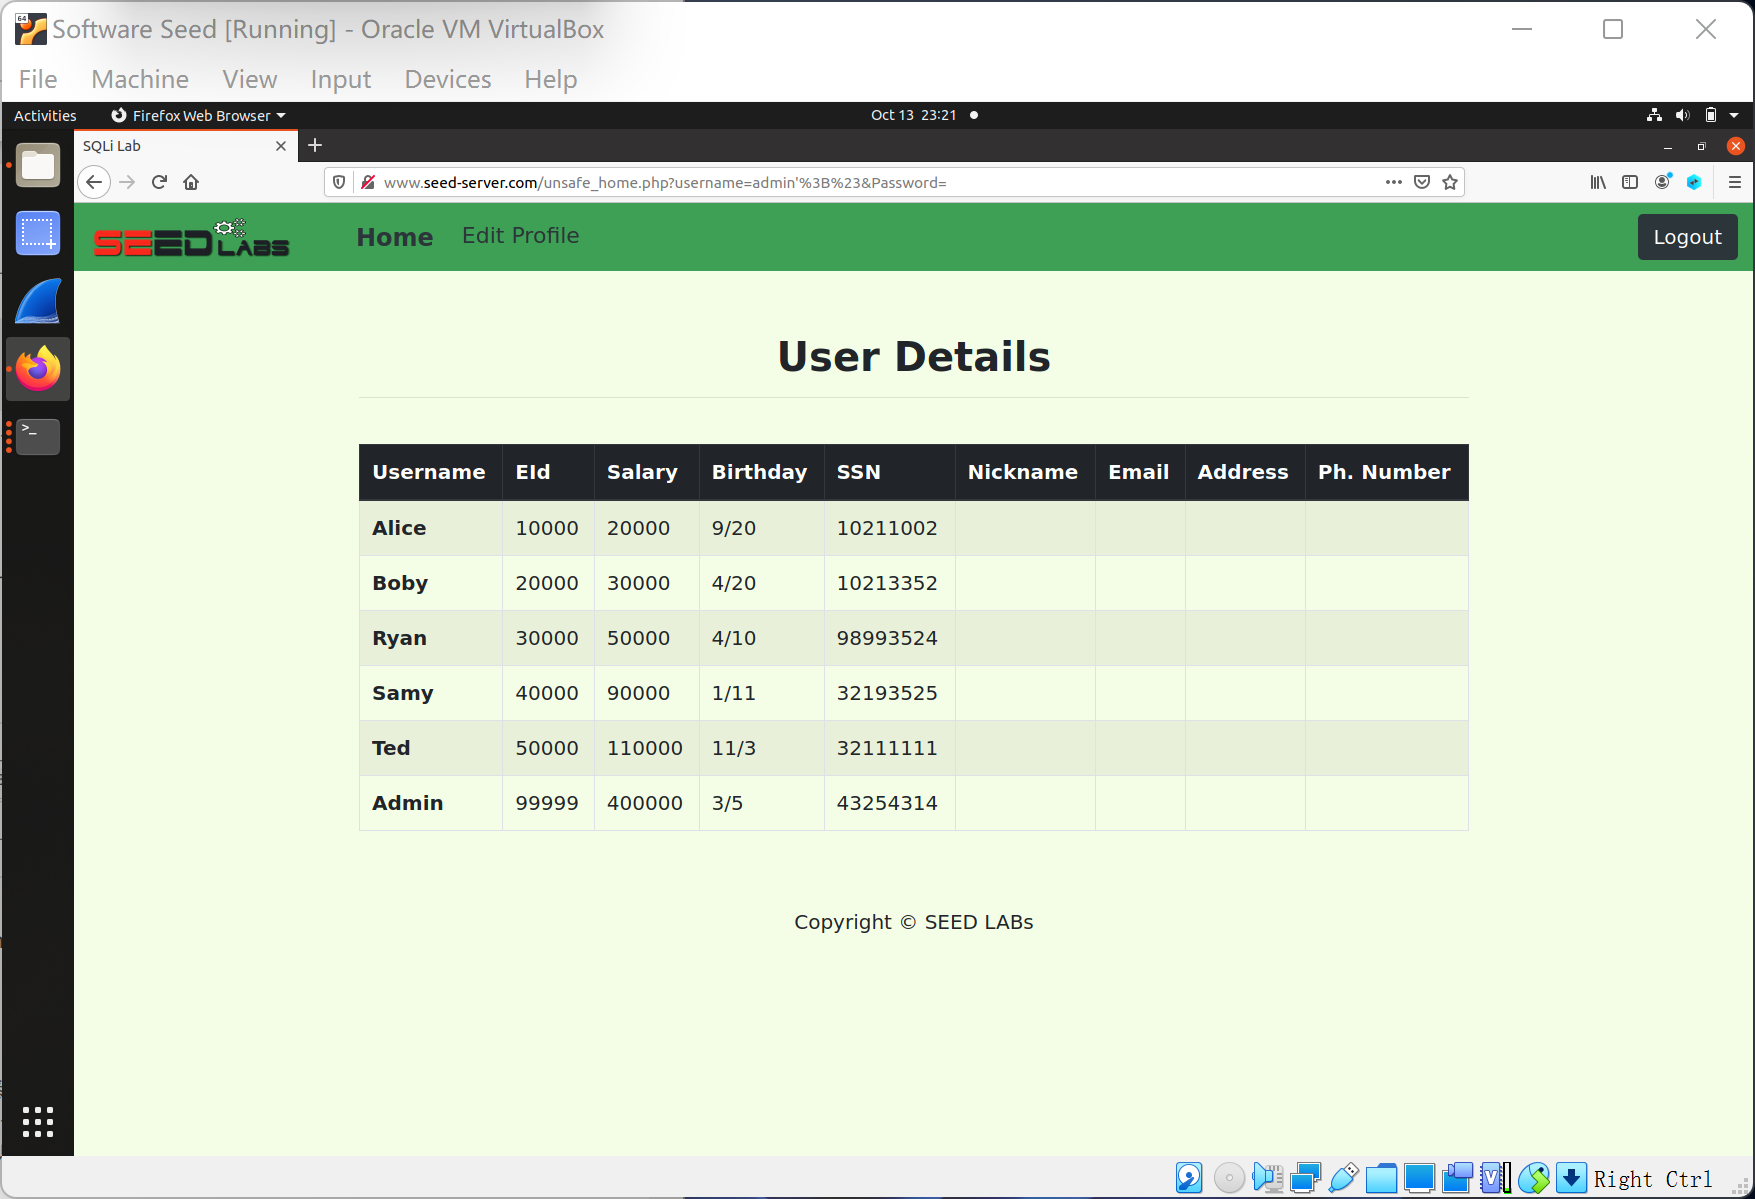 Software Seed [Running] - Oracle VM VirtualBox
File Machine View Input Devices Help
Activities Firefox Web Browser Oct 13 23:21
SQLi Lab
www.seed-server.com/unsafe_home.php?username=admin'%3B%23&Password=
SEED LABS Home Edit Profile Logout
User Details
Username EId Salary Birthday SSN Nickname Email Address Ph. Number
Alice 10000 20000 9/20 10211002
Boby 20000 30000 4/20 10213352
Ryan 30000 50000 4/10 98993524
Samy 40000 90000 1/11 32193525
Ted 50000 110000 11/3 32111111
Admin 99999 400000 3/5 43254314
Copyright © SEED LABs
Right Ctrl